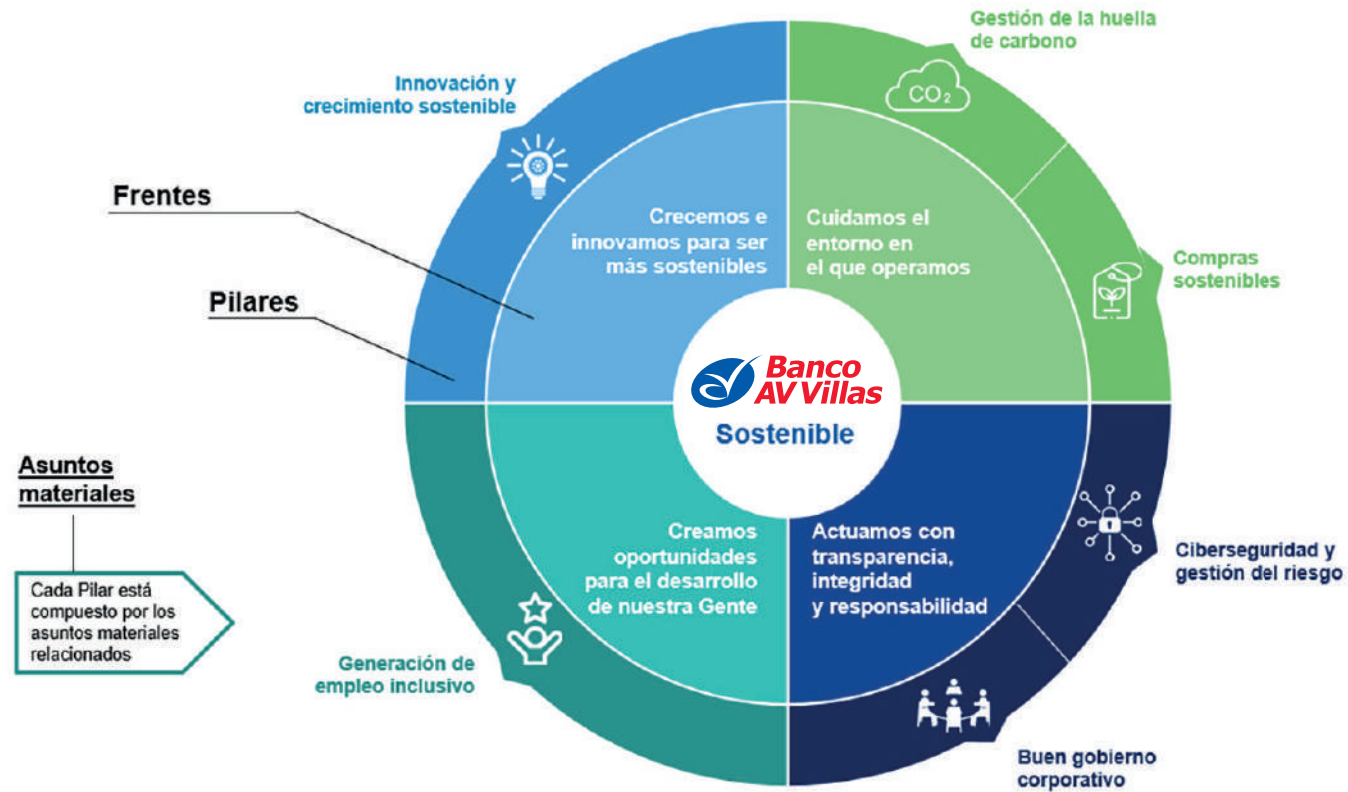 Gestión de la huella
de carbono
CO₂
Innovación y
crecimiento sostenible
Frentes
Pilares
Crecemos e
innovamos para ser
más sostenibles
Cuidamos el
entorno en
el que operamos
Compras
sostenibles
Banco
AV Villas
Sostenible
Asuntos
materiales
Cada Pilar está
compuesto por los
asuntos materiales
relacionados
Creamos
oportunidades
para el desarrollo
de nuestra Gente
Actuamos con
transparencia,
integridad
y responsabilidad
Ciberseguridad y
gestión del riesgo
Generación de
empleo inclusivo
Buen gobierno
corporativo